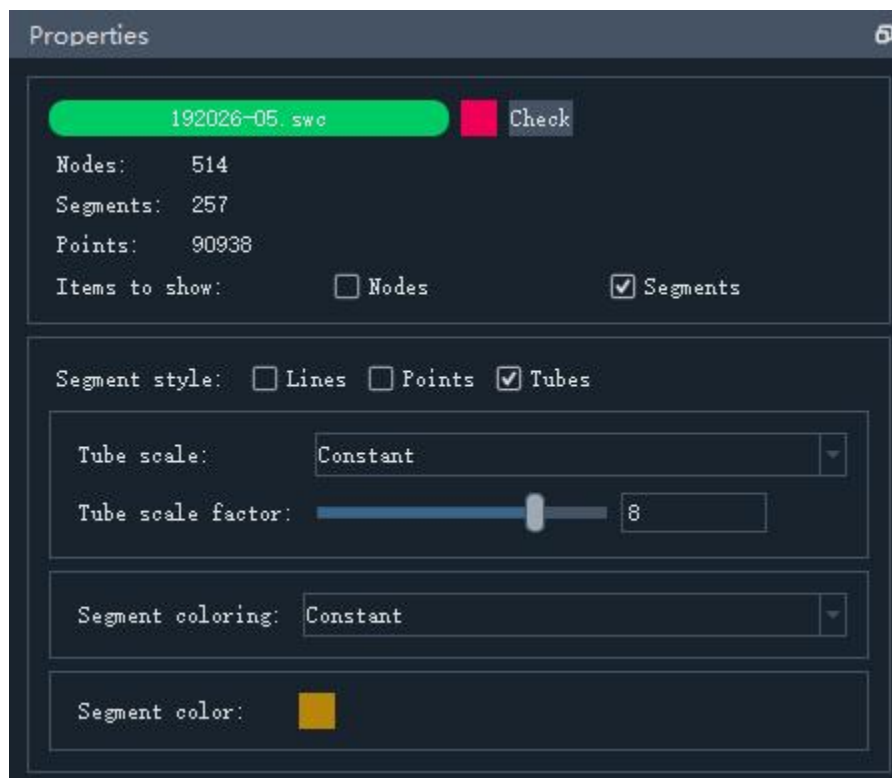 Properties
192026-05.swc Check
Nodes: 514
Segments: 257
Points: 90938
Items to show: Nodes Segments
Segment style: Lines Points Tubes
Tube scale: Constant
Tube scale factor: 8
Segment coloring: Constant
Segment color: